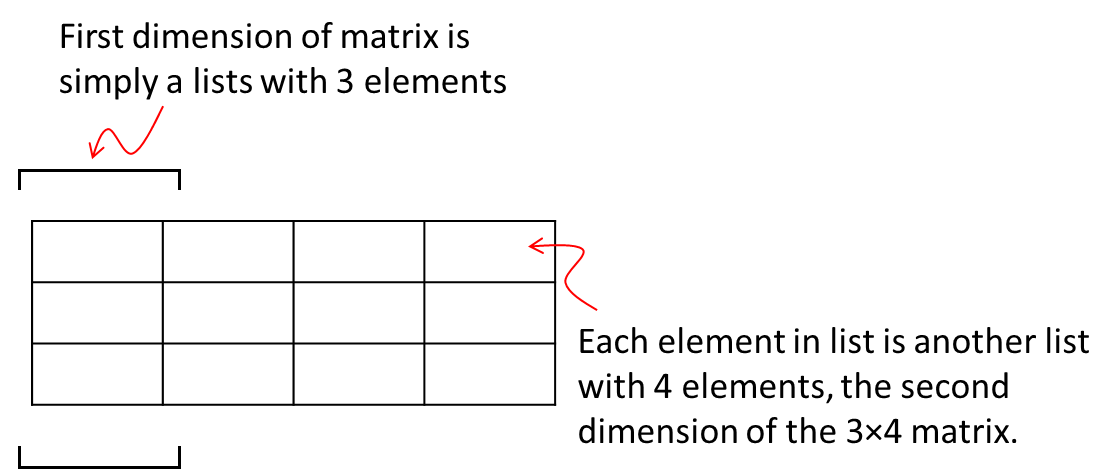 First dimension of matrix is
simply a lists with 3 elements
Each element in list is another list
with 4 elements, the second
dimension of the 3×4 matrix.